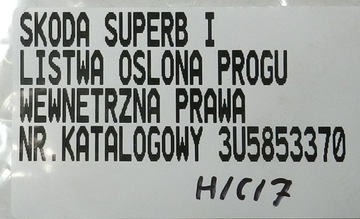 SKODA SUPERB I
LISTWA OSLONA PROGU
WEWNETRZNA PRAWA
NR.KATALOGOWY 3U5853370
H/C/7